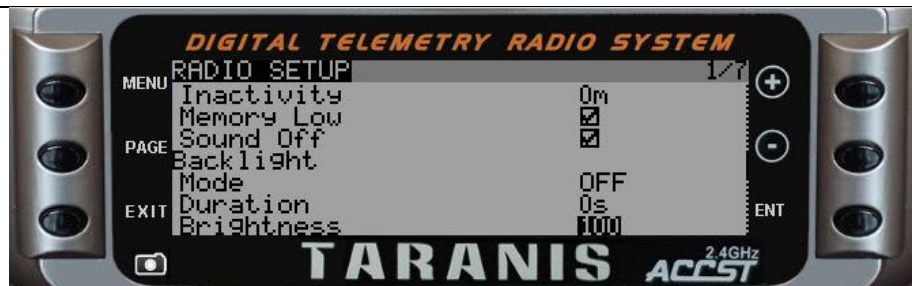 DIGITAL TELEMETRY RADIO SYSTEM
RADIO SETUP 1/7
MENU
Inactivity 0m
Memory Low
PAGE
Sound Off
Backlight
Mode OFF
EXIT
Duration 0s
ENT
Brightness 100
TARANIS
2.4GHz
ACCST